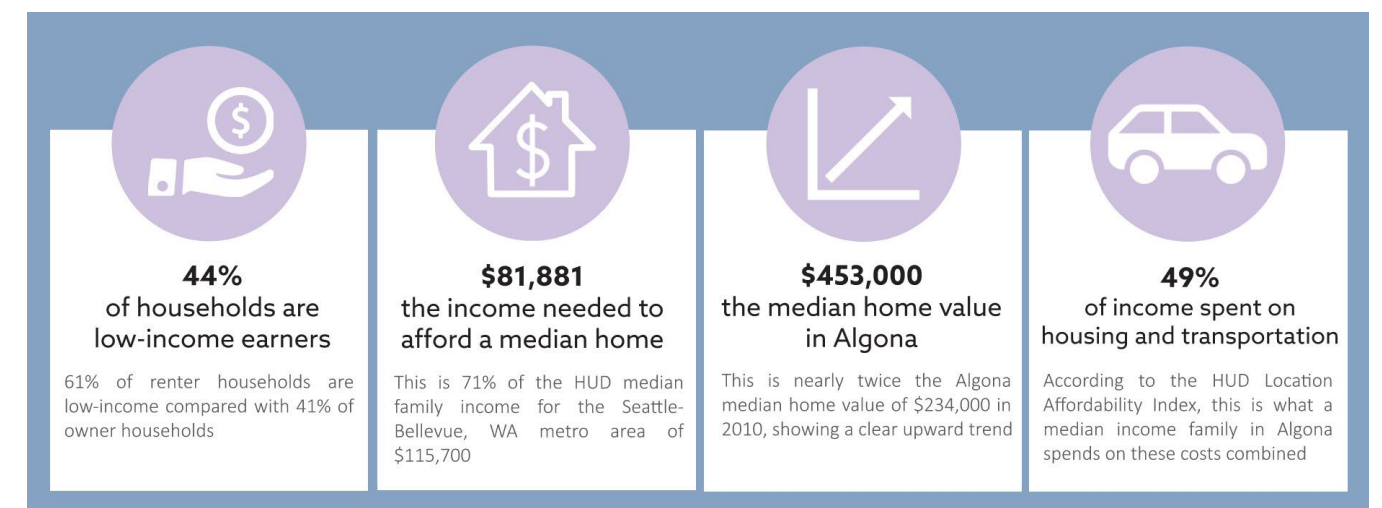 $
44%
of households are
low-income earners
61% of renter households are
low-income compared with 41% of
owner households
$
$81,881
the income needed to
afford a median home
This is 71% of the HUD median
family income for the Seattle-
Bellevue, WA metro area of
$115,700
$453,000
the median home value
in Algona
This is nearly twice the Algona
median home value of $234,000 in
2010, showing a clear upward trend
49%
of income spent on
housing and transportation
According to the HUD Location
Affordability Index, this is what a
median income family in Algona
spends on these costs combined